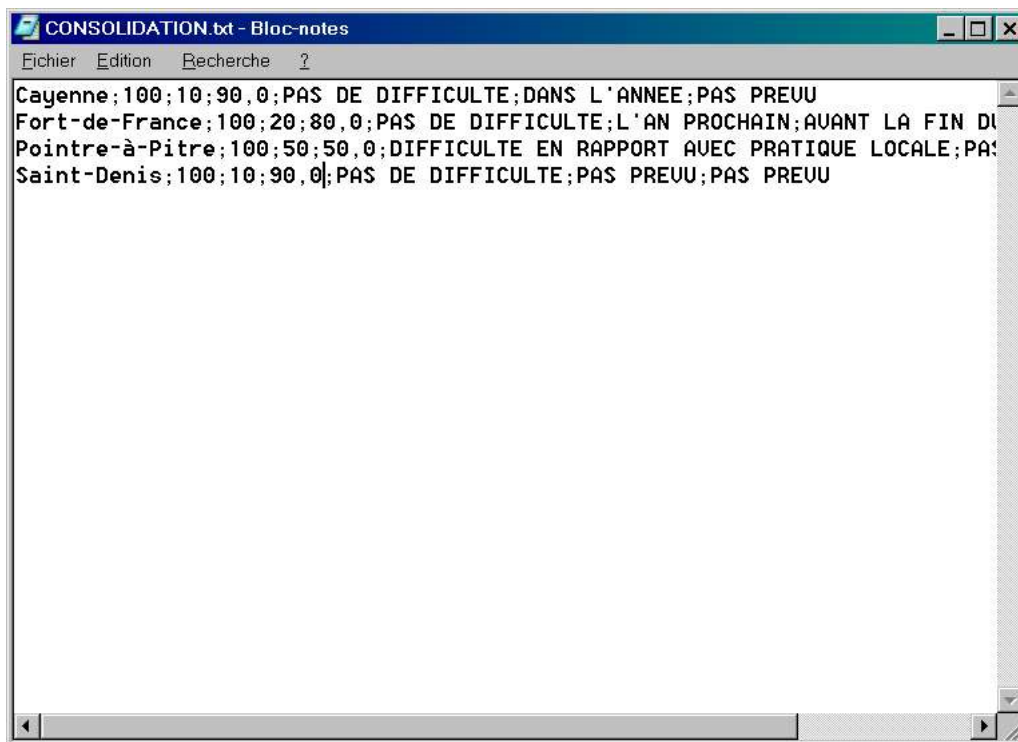 CONSOLIDATION.txt - Bloc-notes
Fichier Edition Recherche ?
Cayenne;100;10;90,0;PAS DE DIFFICULTE;DANS L'ANNEE;PAS PREVU
Fort-de-France;100;20;80,0;PAS DE DIFFICULTE;L'AN PROCHAIN;AVANT LA FIN
Pointre-à-Pitre;100;50;50,0;DIFFICULTE EN RAPPORT AVEC PRATIQUE LOCALE;PAS
Saint-Denis;100;10;90,0;PAS DE DIFFICULTE;PAS PREVU;PAS PREVU